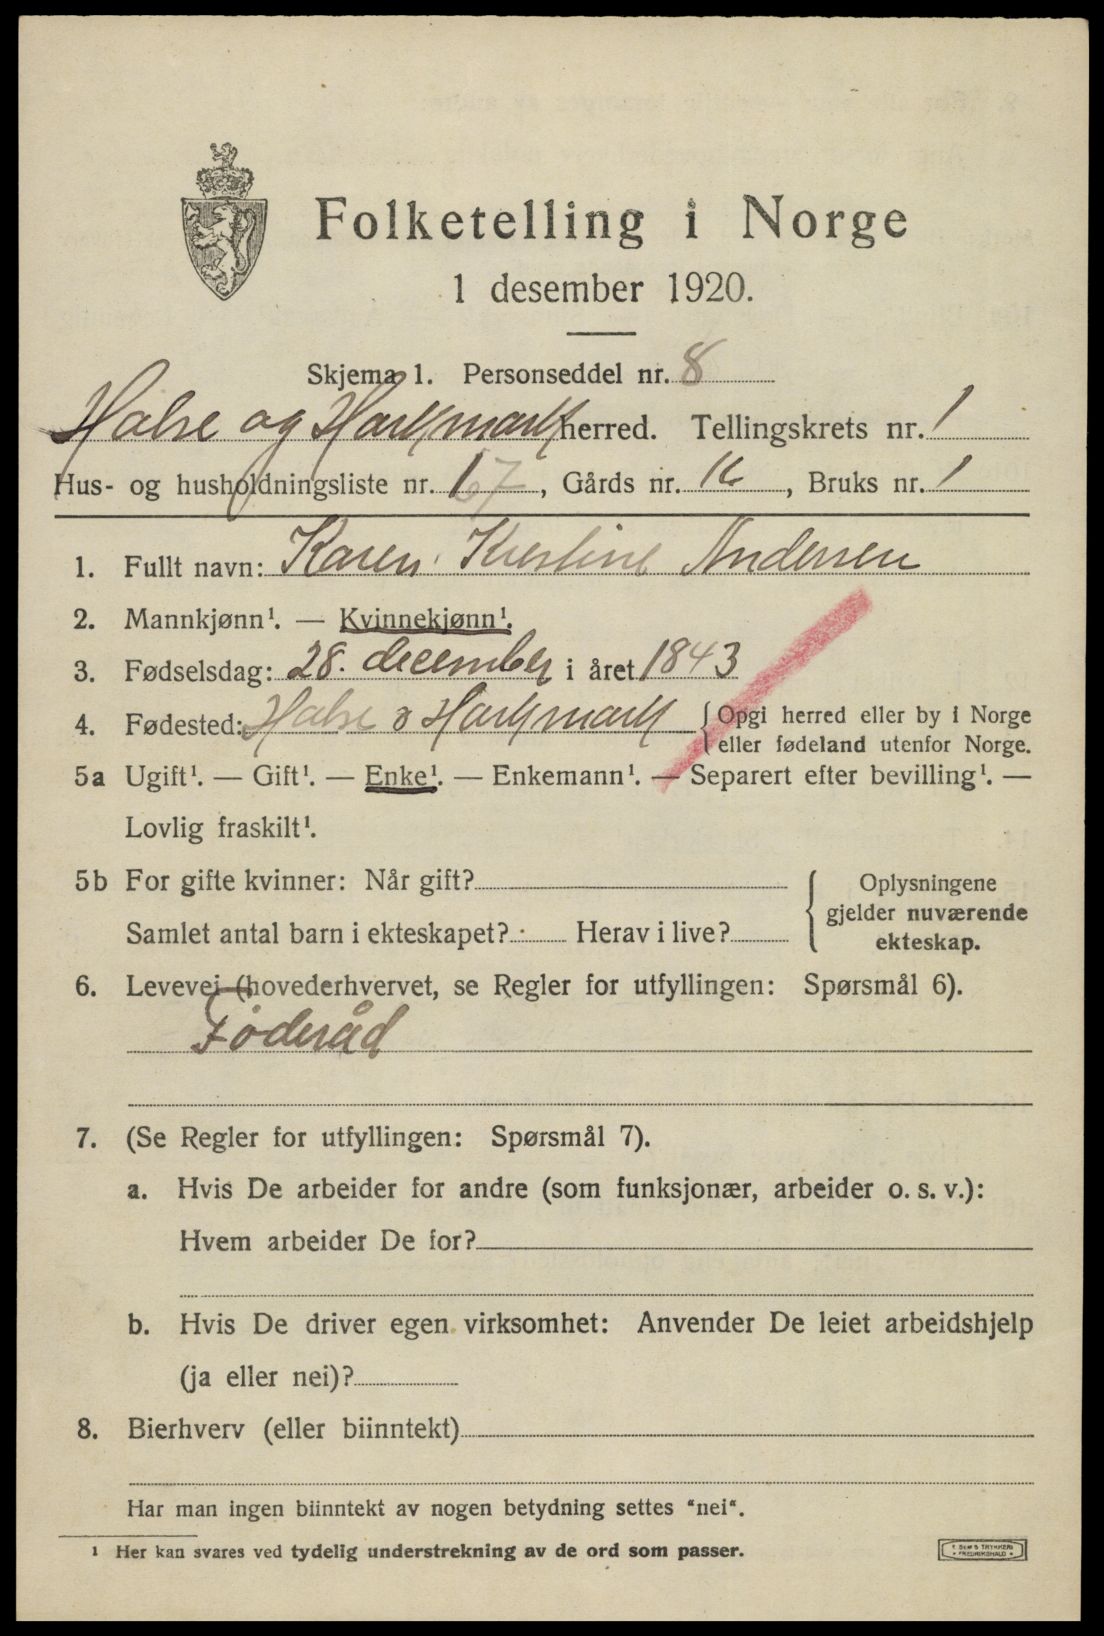 Folketelling i Norge
1 desember 1920.
Skjema 1. Personseddel nr. 8
Halse og Harkmark herred. Tellingskrets nr. 1
Hus- og husholdningsliste nr. 67, Gårds nr. 16, Bruks nr. 1
1. Fullt navn: Karen Kirstine Andersen
2. Mannkjønn¹. — Kvinnekjønn¹.
3. Fødselsdag: 28. december i året 1843
4. Fødested: Halse & Harkmark {Opgi herred eller by i Norge
eller fødeland utenfor Norge.
5a Ugift¹. — Gift¹. — Enke¹. — Enkemann¹. — Separert efter bevilling¹. —
Lovlig fraskilt¹.
5b For gifte kvinner: Når gift? { Oplysningene
gjelder nuværende
Samlet antal barn i ekteskapet? Herav i live? ekteskap.
6. Levevei (hovederhvervet, se Regler for utfyllingen: Spørsmål 6).
Føderåd
7. (Se Regler for utfyllingen: Spørsmål 7).
a. Hvis De arbeider for andre (som funksjonær, arbeider o. s. v.):
Hvem arbeider De for?
b. Hvis De driver egen virksomhet: Anvender De leiet arbeidshjelp
(ja eller nei)?
8. Bierhverv (eller biinntekt)
Har man ingen biinntekt av nogen betydning settes "nei".
¹ Her kan svares ved tydelig understrekning av de ord som passer.